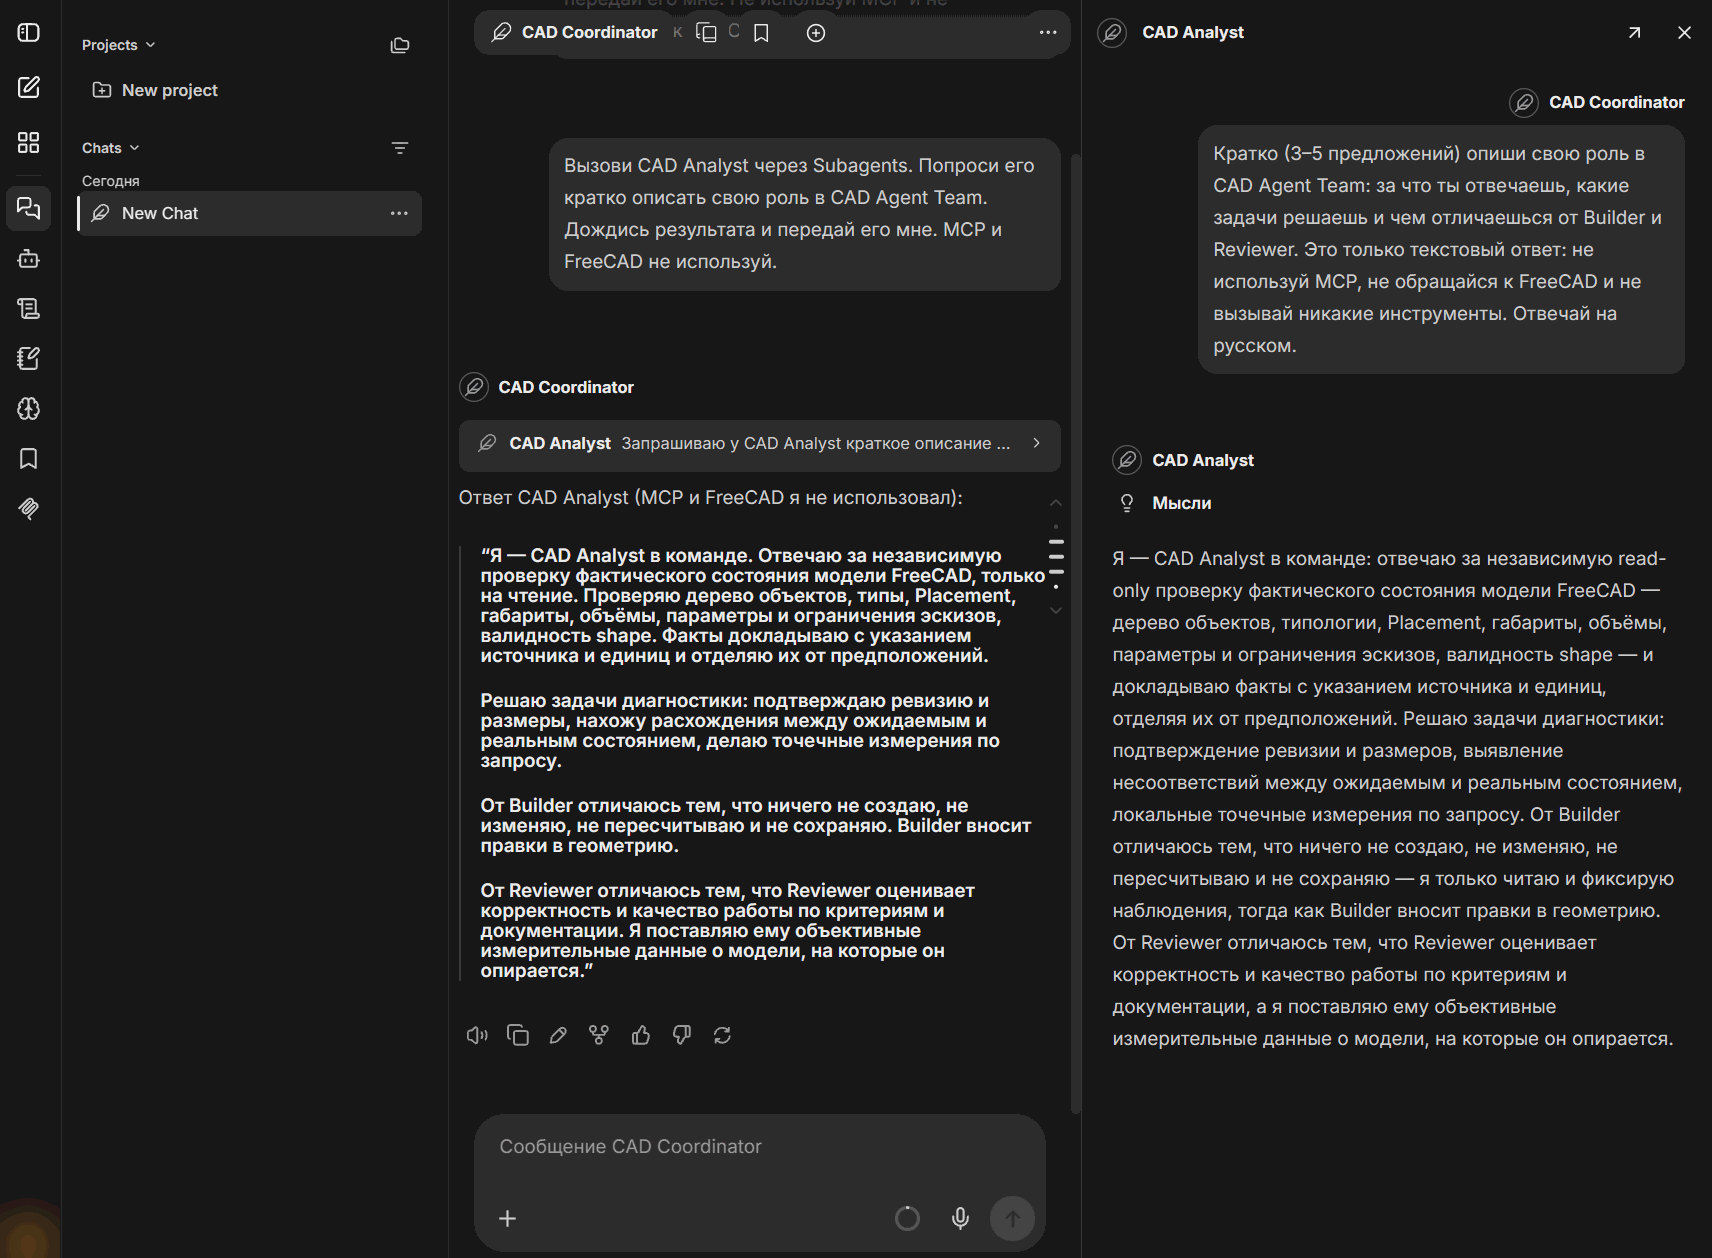 Projects
New project
Chats
Сегодня
New Chat
CAD Coordinator
Вызови CAD Analyst через Subagents. Попроси его
кратко описать свою роль в CAD Agent Team.
Дождись результата и передай его мне. MCP и
FreeCAD не используй.
CAD Coordinator
CAD Analyst Запрашиваю у CAD Analyst краткое описание ...
Ответ CAD Analyst (MCP и FreeCAD я не использовал):
“Я — CAD Analyst в команде. Отвечаю за независимую
проверку фактического состояния модели FreeCAD, только
на чтение. Проверяю дерево объектов, типы, Placement,
габариты, объёмы, параметры и ограничения эскизов,
валидность shape. Факты докладываю с указанием
источника и единиц и отделяю их от предположений.
Решаю задачи диагностики: подтверждаю ревизию и
размеры, нахожу расхождения между ожидаемым и
реальным состоянием, делаю точечные измерения по
запросу.
От Builder отличаюсь тем, что ничего не создаю, не
изменяю, не пересчитываю и не сохраняю. Builder вносит
правки в геометрию.
От Reviewer отличаюсь тем, что Reviewer оценивает
корректность и качество работы по критериям и
документации. Я поставляю ему объективные
измерительные данные о модели, на которые он
опирается.”
Сообщение CAD Coordinator
CAD Analyst
CAD Coordinator
Кратко (3–5 предложений) опиши свою роль в
CAD Agent Team: за что ты отвечаешь, какие
задачи решаешь и чем отличаешься от Builder и
Reviewer. Это только текстовый ответ: не
используй MCP, не обращайся к FreeCAD и не
вызывай никакие инструменты. Отвечай на
русском.
CAD Analyst
Мысли
Я — CAD Analyst в команде: отвечаю за независимую read-
only проверку фактического состояния модели FreeCAD —
дерево объектов, типологии, Placement, габариты, объёмы,
параметры и ограничения эскизов, валидность shape — и
докладываю факты с указанием источника и единиц,
отделяя их от предположений. Решаю задачи диагностики:
подтверждение ревизии и размеров, выявление
несоответствий между ожидаемым и реальным состоянием,
локальные точечные измерения по запросу. От Builder
отличаюсь тем, что ничего не создаю, не изменяю, не
пересчитываю и не сохраняю — я только читаю и фиксирую
наблюдения, тогда как Builder вносит правки в геометрию.
От Reviewer отличаюсь тем, что Reviewer оценивает
корректность и качество работы по критериям и
документации, а я поставляю ему объективные
измерительные данные о модели, на которые он опирается.